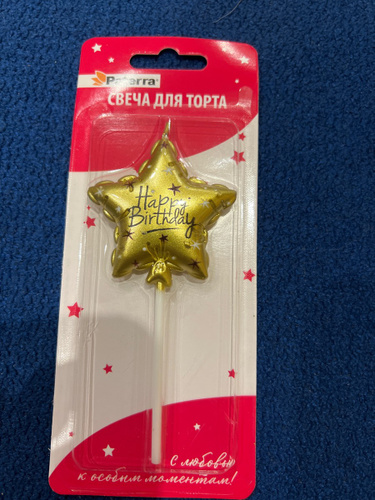 Paterra®
СВЕЧА ДЛЯ ТОРТА
Happy
Birthday
С любовью
к особым моментам!